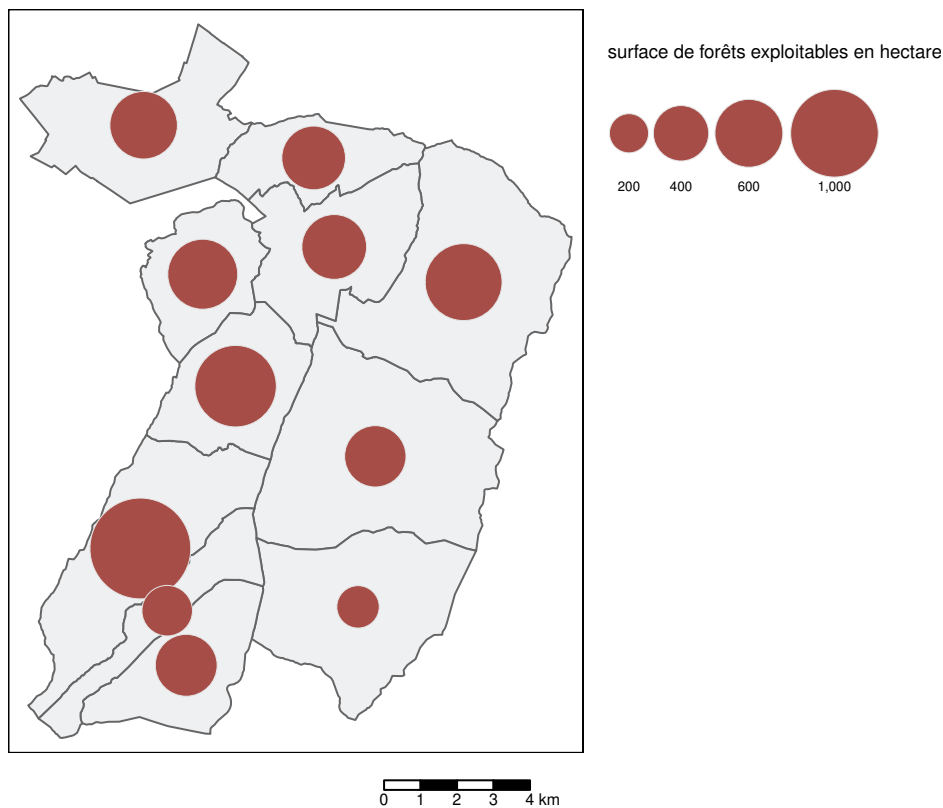 surface de forêts exploitables en hectare
200 400 600 1,000
0 1 2 3 4 km